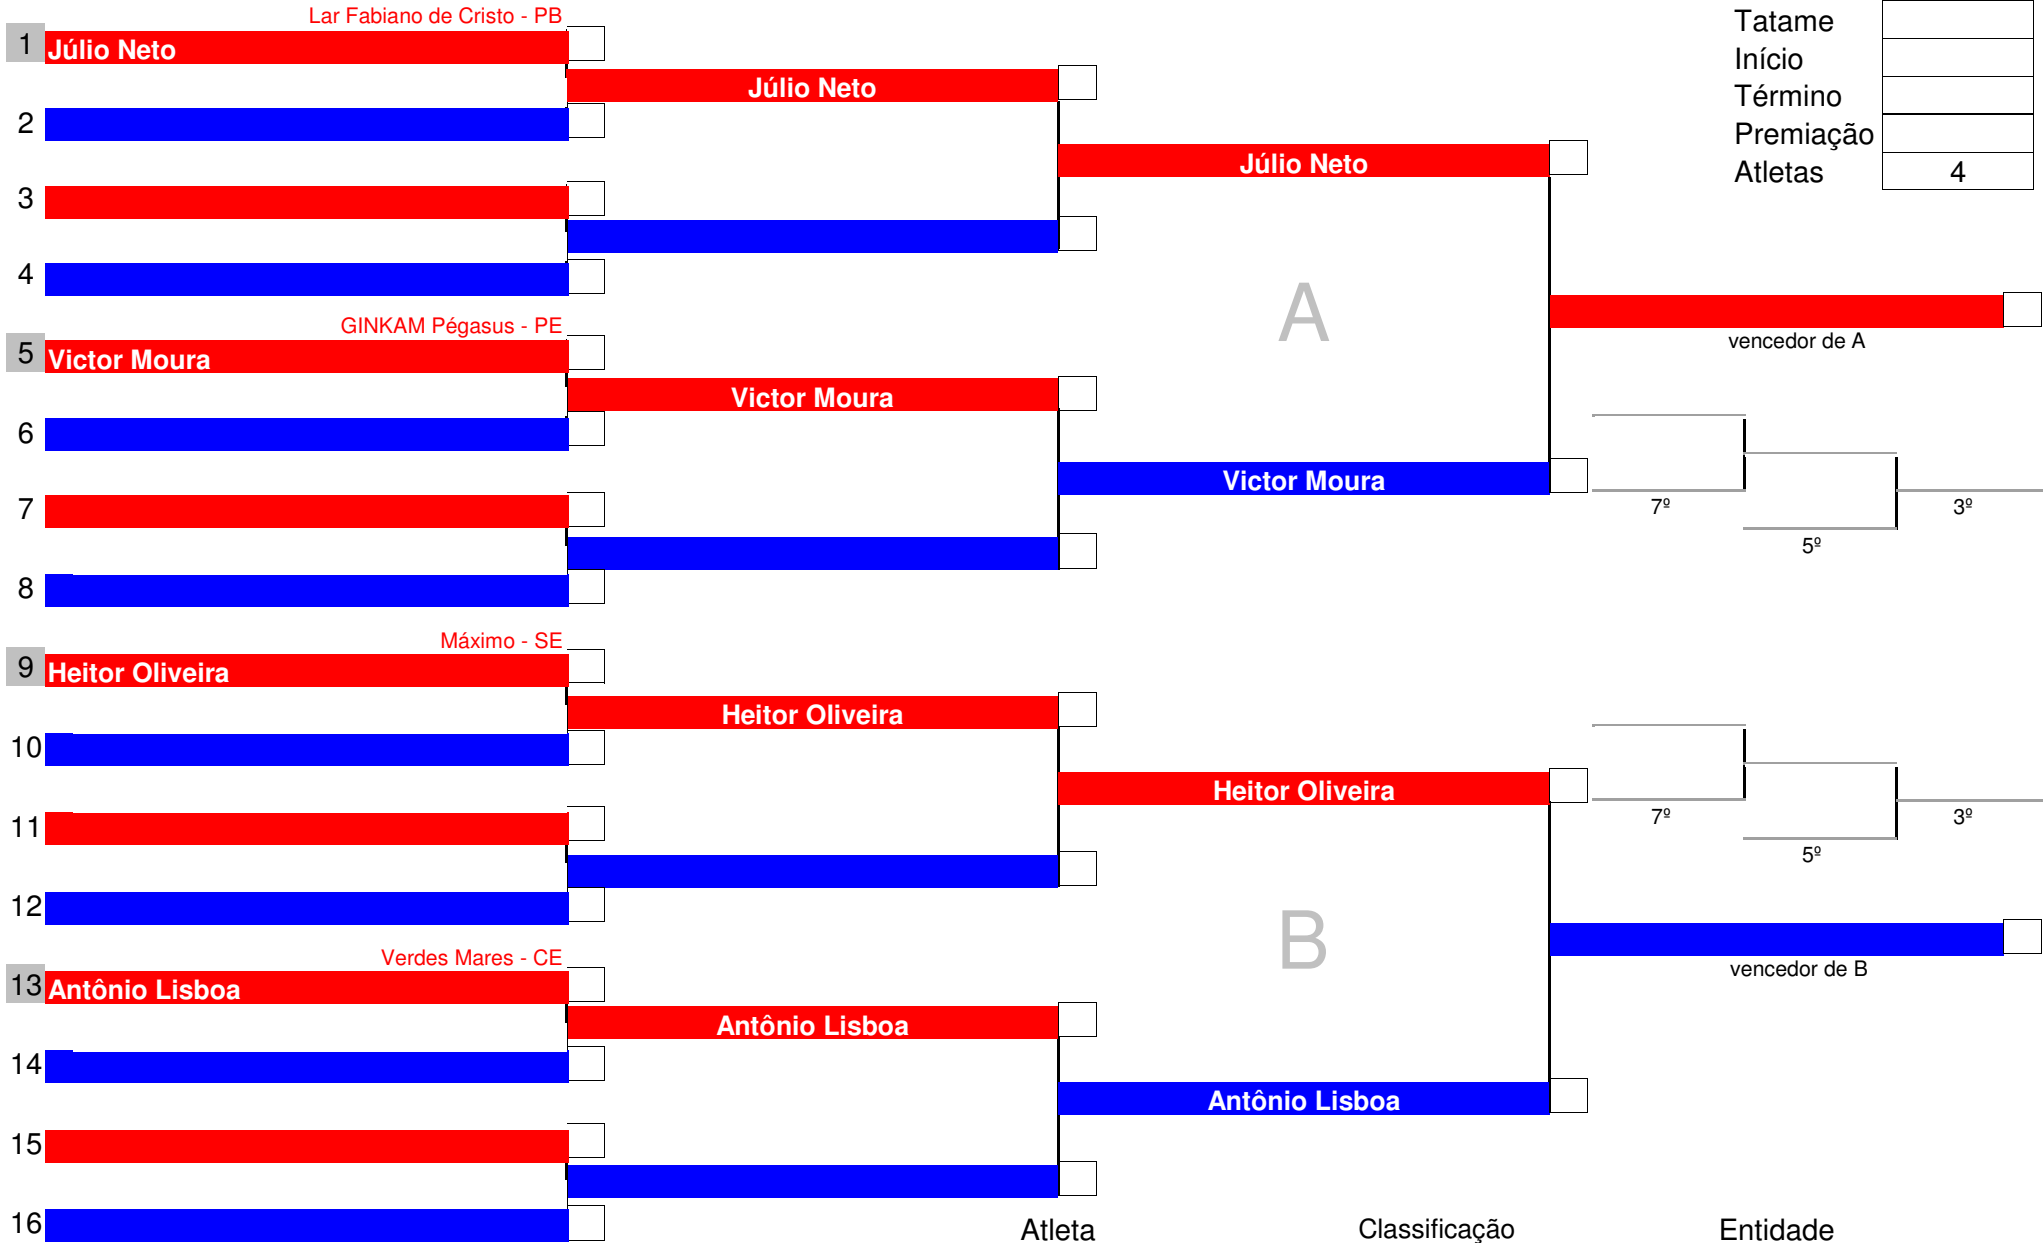 Lar Fabiano de Cristo - PB
1 Júlio Neto
Júlio Neto
2
Júlio Neto
3
4
Tatame
Início
Término
Premiação
Atletas 4
A
GINKAM Pégasus - PE
5 Victor Moura
Victor Moura
6
Victor Moura
7
8
vencedor de A
7º
3º
5º
Máximo - SE
9 Heitor Oliveira
Heitor Oliveira
10
Heitor Oliveira
11
12
7º
3º
5º
B
Verdes Mares - CE
13 Antônio Lisboa
Antônio Lisboa
14
Antônio Lisboa
15
16
vencedor de B
Atleta Classificação Entidade